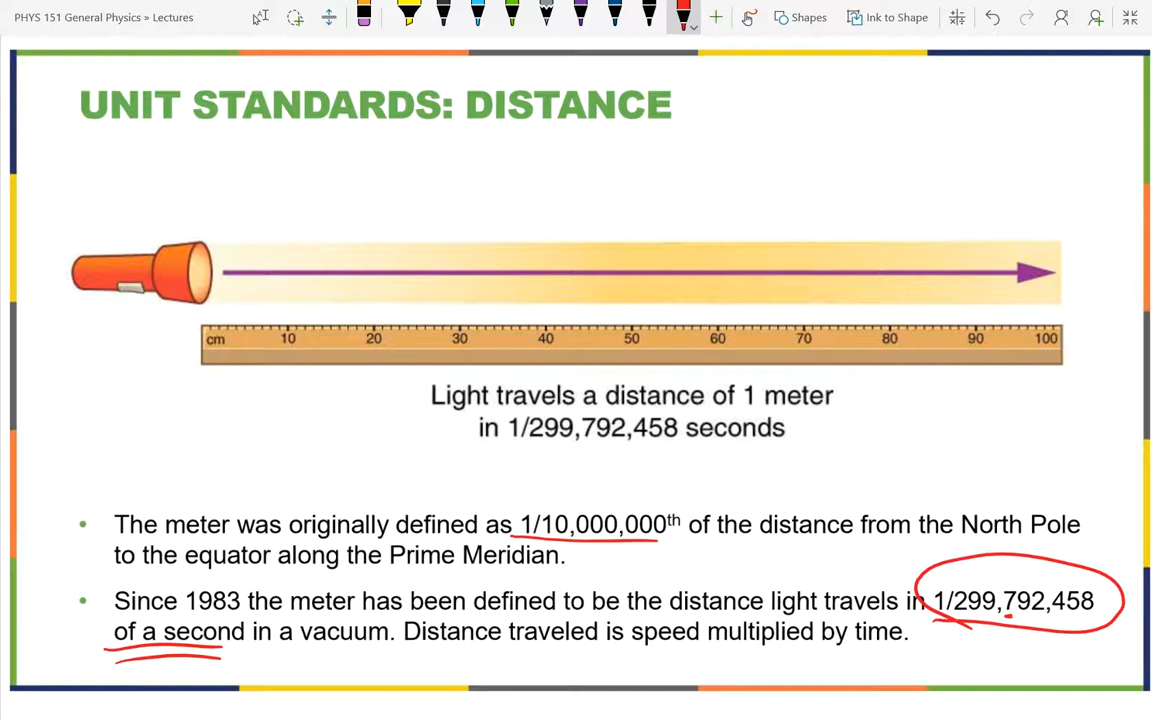 PHYS 151 General Physics » Lectures
Shapes
Ink to Shape
UNIT STANDARDS: DISTANCE
cm 10 20 30 40 50 60 70 80 90 100
Light travels a distance of 1 meter
in 1/299,792,458 seconds
• The meter was originally defined as 1/10,000,000th of the distance from the North Pole
to the equator along the Prime Meridian.
• Since 1983 the meter has been defined to be the distance light travels in 1/299,792,458
of a second in a vacuum. Distance traveled is speed multiplied by time.